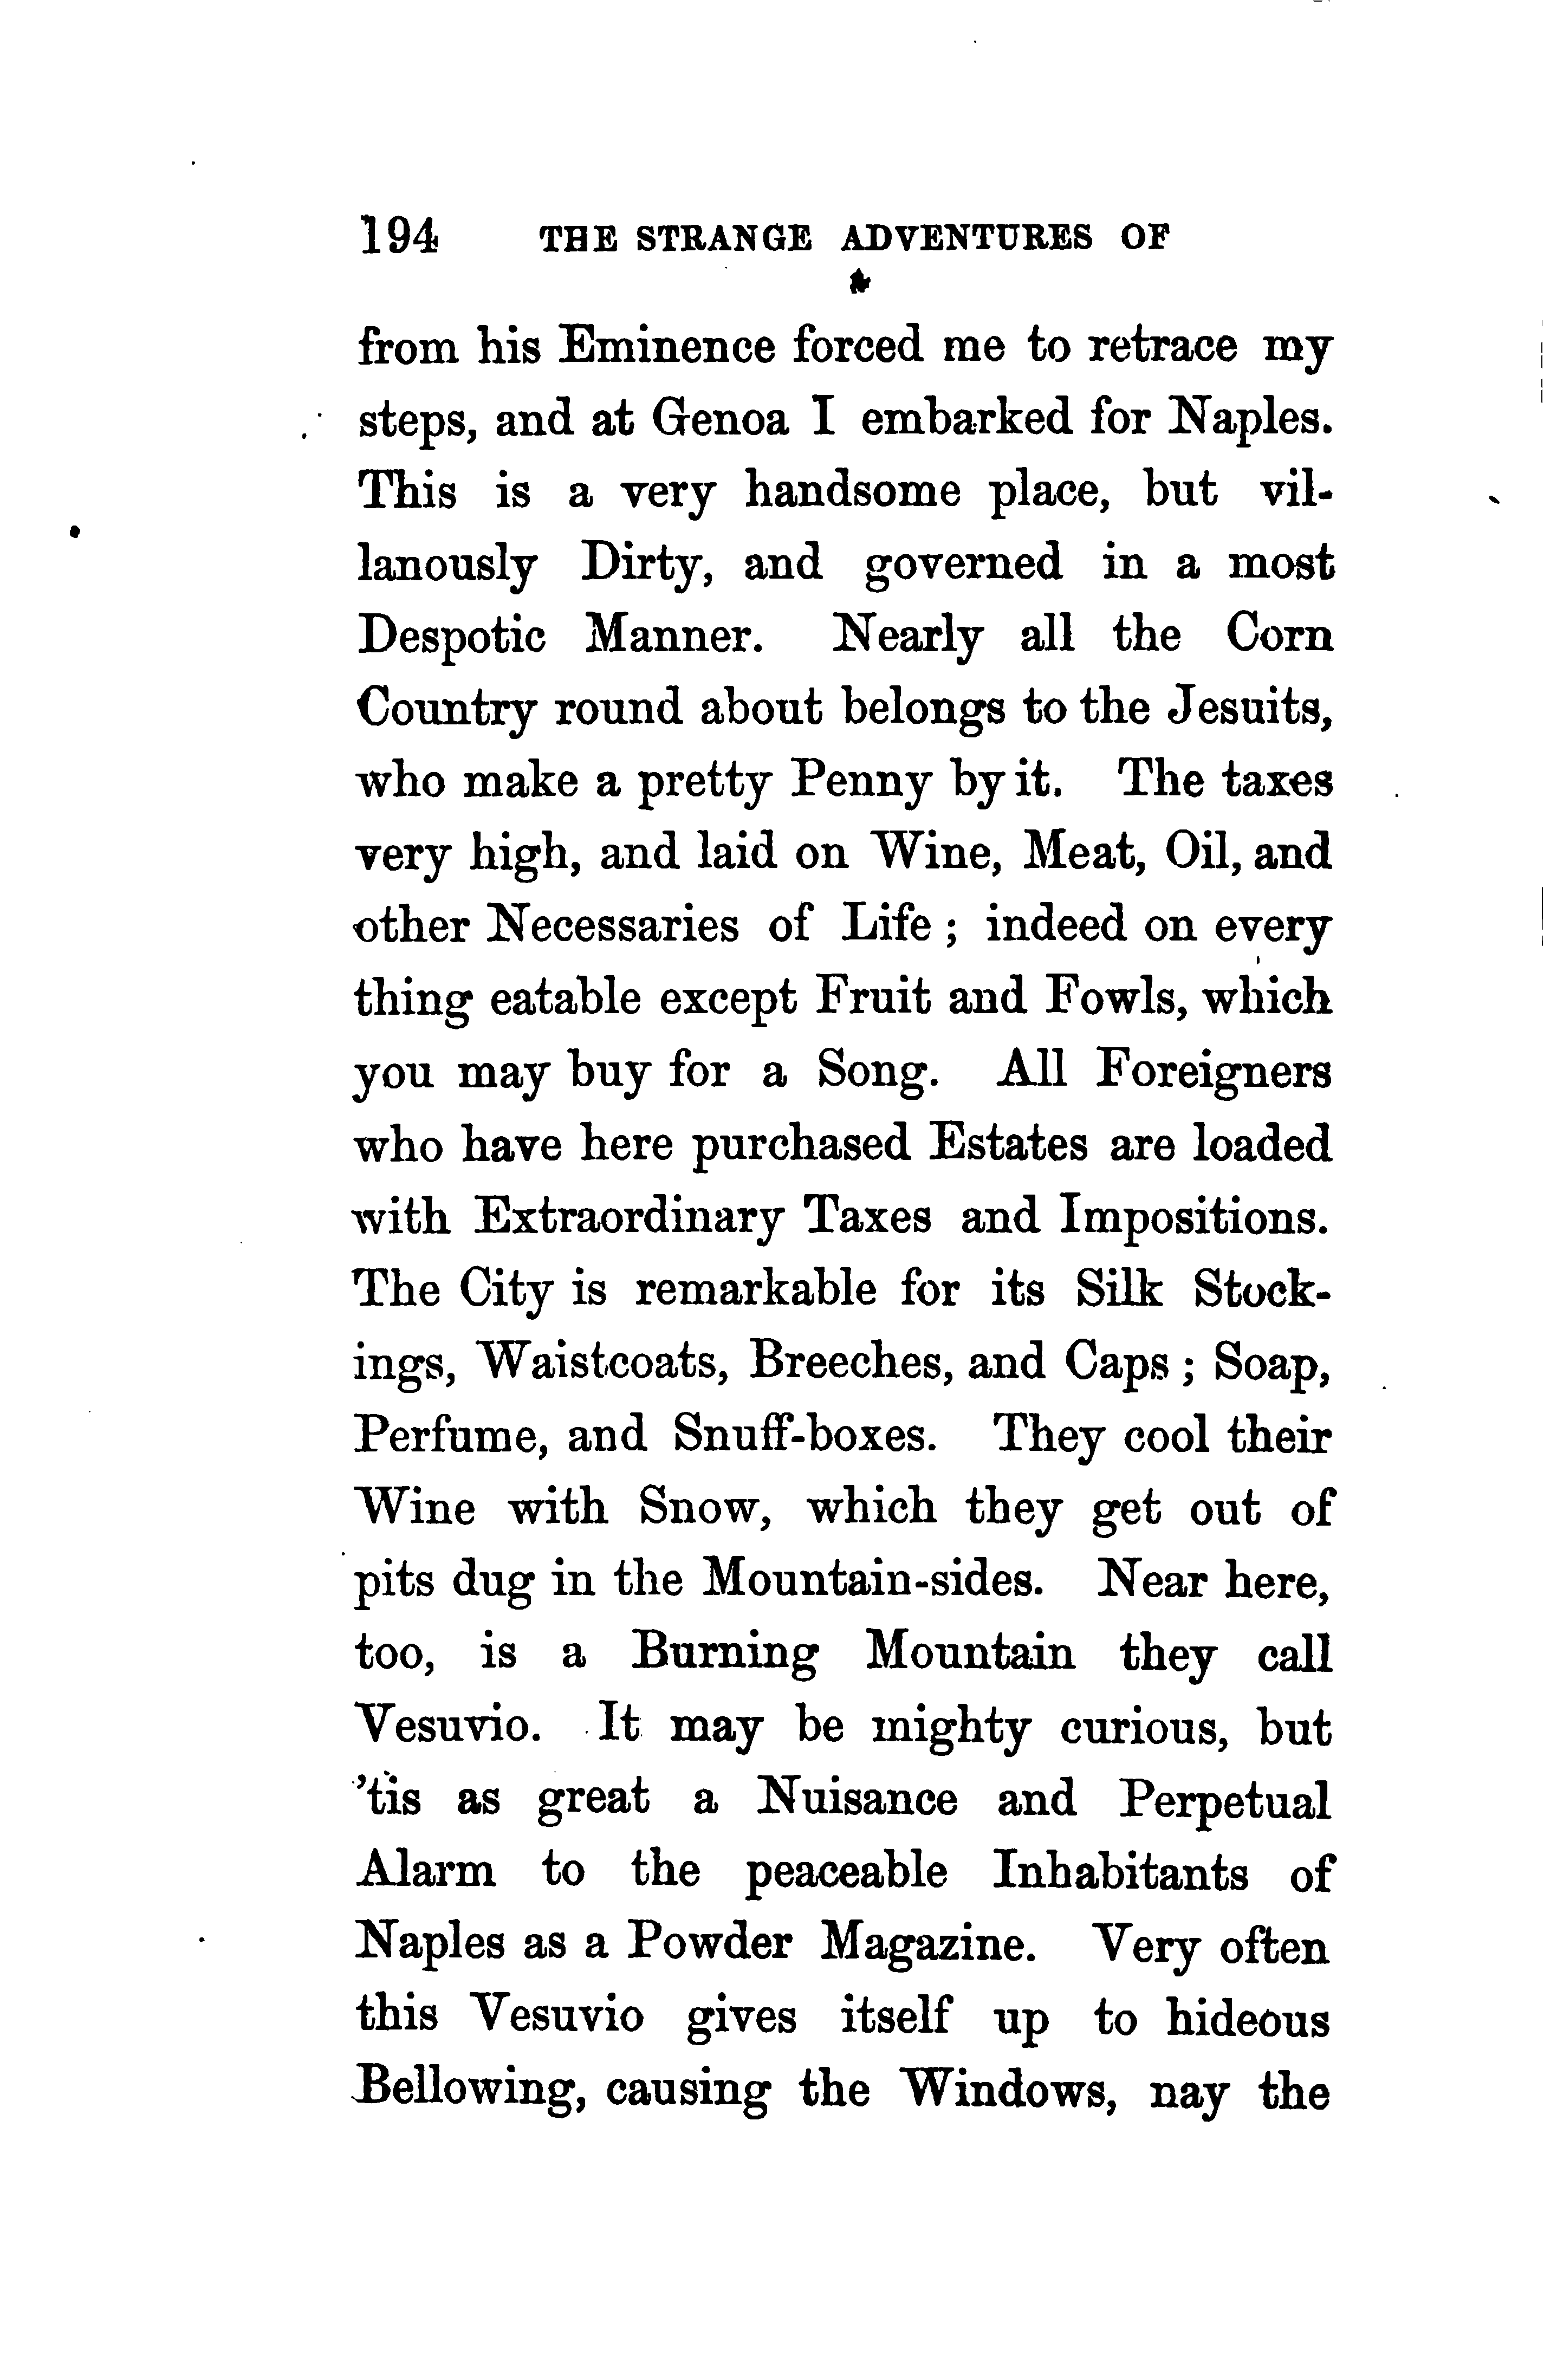 194 THE STRANGE ADVENTURES OF
from his Eminence forced me to retrace my
steps, and at Genoa I embarked for Naples.
This is a very handsome place, but vil-
lanously Dirty, and governed in a most
Despotic Manner. Nearly all the Corn
Country round about belongs to the Jesuits,
who make a pretty Penny by it. The taxes
very high, and laid on Wine, Meat, Oil, and
other Necessaries of Life ; indeed on every
thing eatable except Fruit and Fowls, which
you may buy for a Song. All Foreigners
who have here purchased Estates are loaded
with Extraordinary Taxes and Impositions.
The City is remarkable for its Silk Stock-
ings, Waistcoats, Breeches, and Caps ; Soap,
Perfume, and Snuff-boxes. They cool their
Wine with Snow, which they get out of
pits dug in the Mountain-sides. Near here,
too, is a Burning Mountain they call
Vesuvio. It may be mighty curious, but
'tis as great a Nuisance and Perpetual
Alarm to the peaceable Inhabitants of
Naples as a Powder Magazine. Very often
this Vesuvio gives itself up to hideous
Bellowing, causing the Windows, nay the